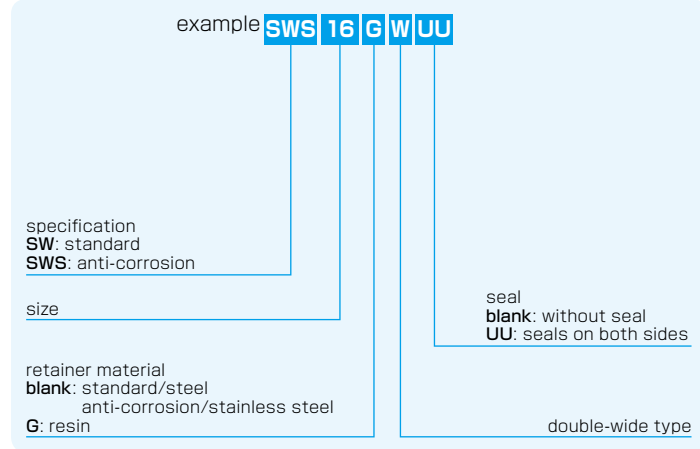 example SWS 16 G W UU
specification
SW: standard
SWS: anti-corrosion
size
retainer material
blank: standard/steel
anti-corrosion/stainless steel
G: resin
seal
blank: without seal
UU: seals on both sides
double-wide type